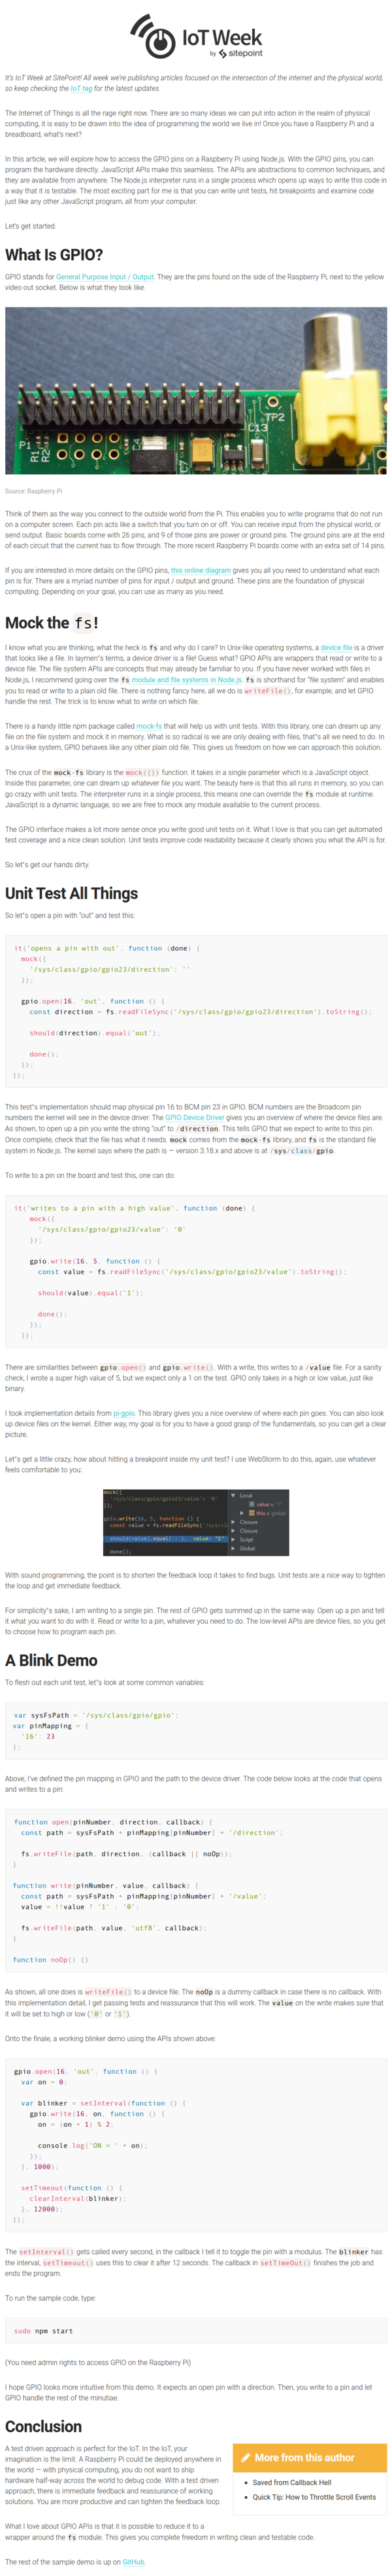 IoT Week
by sitepoint
It's IoT Week at SitePoint! All week we're publishing articles focused on the intersection of the internet and the physical world,
so keep checking the IoT tag for the latest updates.
The Internet of Things is all the rage right now. There are so many ideas we can put into action in the realm of physical
computing, it is easy to be drawn into the idea of programming the world we live in! Once you have a Raspberry Pi and a
breadboard, what's next?
In this article, we will explore how to access the GPIO pins on a Raspberry Pi using Node.js. With the GPIO pins, you can
program the hardware directly. JavaScript APIs make this seamless. The APIs are abstractions to common techniques, and
they are available from anywhere. The Node.js interpreter runs in a single process which opens up ways to write this code in
a way that it is testable. The most exciting part for me is that you can write unit tests, hit breakpoints and examine code
just like any other JavaScript program, all from your computer.
Let's get started.
What Is GPIO?
GPIO stands for General Purpose Input / Output. They are the pins found on the side of the Raspberry Pi, next to the yellow
video out socket. Below is what they look like.
P1
R1
R2
C4
C7
C13
TP2
Source: Raspberry Pi
Think of them as the way you connect to the outside world from the Pi. This enables you to write programs that do not run
on a computer screen. Each pin acts like a switch that you turn on or off. You can receive input from the physical world, or
send output. Basic boards come with 26 pins, and 9 of those pins are power or ground pins. The ground pins are at the end
of each circuit that the current has to flow through. The more recent Raspberry Pi boards come with an extra set of 14 pins.
If you are interested in more details on the GPIO pins, this online diagram gives you all you need to understand what each
pin is for. There are a myriad number of pins for input / output and ground. These pins are the foundation of physical
computing. Depending on your goal, you can use as many as you need.
Mock the fs!
I know what you are thinking, what the heck is fs and why do I care? In Unix-like operating systems, a device file is a driver
that looks like a file. In laymen"s terms, a device driver is a file! Guess what? GPIO APIs are wrappers that read or write to a
device file. The file system APIs are concepts that may already be familiar to you. If you have never worked with files in
Node.js, I recommend going over the fs module and file systems in Node.js. fs is shorthand for "file system" and enables
you to read or write to a plain old file. There is nothing fancy here, all we do is writeFile(), for example, and let GPIO
handle the rest. The trick is to know what to write on which file.
There is a handy little npm package called mock-fs that will help us with unit tests. With this library, one can dream up any
file on the file system and mock it in memory. What is so radical is we are only dealing with files, that"s all we need to do. In
a Unix-like system, GPIO behaves like any other plain old file. This gives us freedom on how we can approach this solution.
The crux of the mock-fs library is the mock({}) function. It takes in a single parameter which is a JavaScript object.
Inside this parameter, one can dream up whatever file you want. The beauty here is that this all runs in memory, so you can
go crazy with unit tests. The interpreter runs in a single process, this means one can override the fs module at runtime.
JavaScript is a dynamic language, so we are free to mock any module available to the current process.
The GPIO interface makes a lot more sense once you write good unit tests on it. What I love is that you can get automated
test coverage and a nice clean solution. Unit tests improve code readability because it clearly shows you what the API is for.
So let"s get our hands dirty.
Unit Test All Things
So let"s open a pin with "out" and test this:
it('opens a pin with out', function (done) {
mock({
'/sys/class/gpio/gpio23/direction': ''
});
gpio.open(16, 'out', function () {
const direction = fs.readFileSync('/sys/class/gpio/gpio23/direction').toString();
should(direction).equal('out');
done();
});
});
This test"s implementation should map physical pin 16 to BCM pin 23 in GPIO. BCM numbers are the Broadcom pin
numbers the kernel will see in the device driver. The GPIO Device Driver gives you an overview of where the device files are.
As shown, to open up a pin you write the string "out" to /direction. This tells GPIO that we expect to write to this pin.
Once complete, check that the file has what it needs. mock comes from the mock-fs library, and fs is the standard file
system in Node.js. The kernel says where the path is — version 3.18.x and above is at /sys/class/gpio.
To write to a pin on the board and test this, one can do:
it('writes to a pin with a high value', function (done) {
mock({
'/sys/class/gpio/gpio23/value': '0'
});
gpio.write(16, 5, function () {
const value = fs.readFileSync('/sys/class/gpio/gpio23/value').toString();
should(value).equal('1');
done();
});
});
There are similarities between gpio.open() and gpio.write(). With a write, this writes to a /value file. For a sanity
check, I wrote a super high value of 5, but we expect only a 1 on the test. GPIO only takes in a high or low value, just like
binary.
I took implementation details from pi-gpio. This library gives you a nice overview of where each pin goes. You can also look
up device files on the kernel. Either way, my goal is for you to have a good grasp of the fundamentals, so you can get a clear
picture.
Let"s get a little crazy, how about hitting a breakpoint inside my unit test? I use WebStorm to do this, again, use whatever
feels comfortable to you:
mock({
'/sys/class/gpio/gpio23/value': '0'
});
gpio.write(16, 5, function () {
const value = fs.readFileSync('/sys/cl
should(value).equal('1'); value: "1"
done();
Local
value = "1"
this = global
Closure
Closure
Script
Global
With sound programming, the point is to shorten the feedback loop it takes to find bugs. Unit tests are a nice way to tighten
the loop and get immediate feedback.
For simplicity"s sake, I am writing to a single pin. The rest of GPIO gets summed up in the same way. Open up a pin and tell
it what you want to do with it. Read or write to a pin, whatever you need to do. The low-level APIs are device files, so you get
to choose how to program each pin.
A Blink Demo
To flesh out each unit test, let"s look at some common variables:
var sysFsPath = '/sys/class/gpio/gpio';
var pinMapping = {
'16': 23
};
Above, I've defined the pin mapping in GPIO and the path to the device driver. The code below looks at the code that opens
and writes to a pin:
function open(pinNumber, direction, callback) {
const path = sysFsPath + pinMapping[pinNumber] + '/direction';
fs.writeFile(path, direction, (callback || noOp));
}
function write(pinNumber, value, callback) {
const path = sysFsPath + pinMapping[pinNumber] + '/value';
value = !!value ? '1' : '0';
fs.writeFile(path, value, 'utf8', callback);
}
function noOp() {}
As shown, all one does is writeFile() to a device file. The noOp is a dummy callback in case there is no callback. With
this implementation detail, I get passing tests and reassurance that this will work. The value on the write makes sure that
it will be set to high or low ('0' or '1').
Onto the finale, a working blinker demo using the APIs shown above:
gpio.open(16, 'out', function () {
var on = 0;
var blinker = setInterval(function () {
gpio.write(16, on, function () {
on = (on + 1) % 2;
console.log('ON = ' + on);
});
}, 1000);
setTimeout(function () {
clearInterval(blinker);
}, 12000);
});
The setInterval() gets called every second, in the callback I tell it to toggle the pin with a modulus. The blinker has
the interval, setTimeout() uses this to clear it after 12 seconds. The callback in setTimeOut() finishes the job and
ends the program.
To run the sample code, type:
sudo npm start
(You need admin rights to access GPIO on the Raspberry Pi)
I hope GPIO looks more intuitive from this demo. It expects an open pin with a direction. Then, you write to a pin and let
GPIO handle the rest of the minutiae.
Conclusion
A test driven approach is perfect for the IoT. In the IoT, your
imagination is the limit. A Raspberry Pi could be deployed anywhere in
the world — with physical computing, you do not want to ship
hardware half-way across the world to debug code. With a test driven
approach, there is immediate feedback and reassurance of working
solutions. You are more productive and can tighten the feedback loop.
More from this author
Saved from Callback Hell
Quick Tip: How to Throttle Scroll Events
What I love about GPIO APIs is that it is possible to reduce it to a
wrapper around the fs module. This gives you complete freedom in writing clean and testable code.
The rest of the sample demo is up on GitHub.